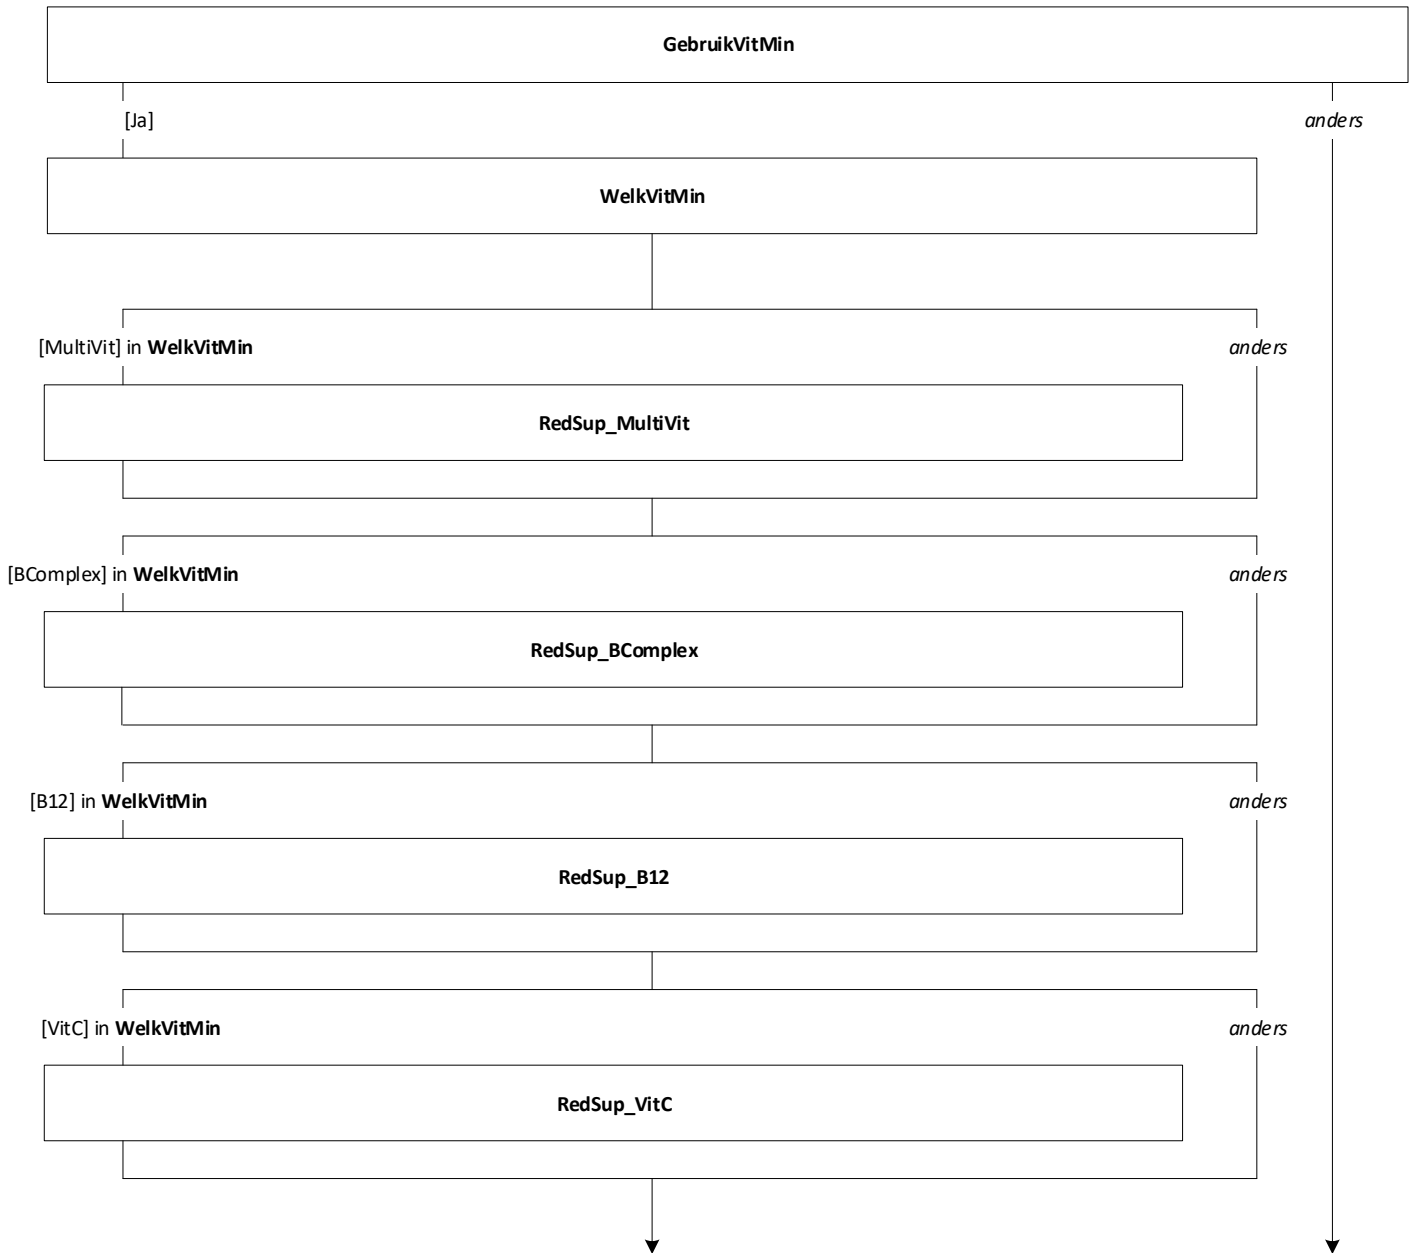 GebruikVitMin
[Ja]
anders
WelkVitMin
[MultiVit] in WelkVitMin
anders
RedSup_MultiVit
[BComplex] in WelkVitMin
anders
RedSup_BComplex
[B12] in WelkVitMin
anders
RedSup_B12
[VitC] in WelkVitMin
anders
RedSup_VitC